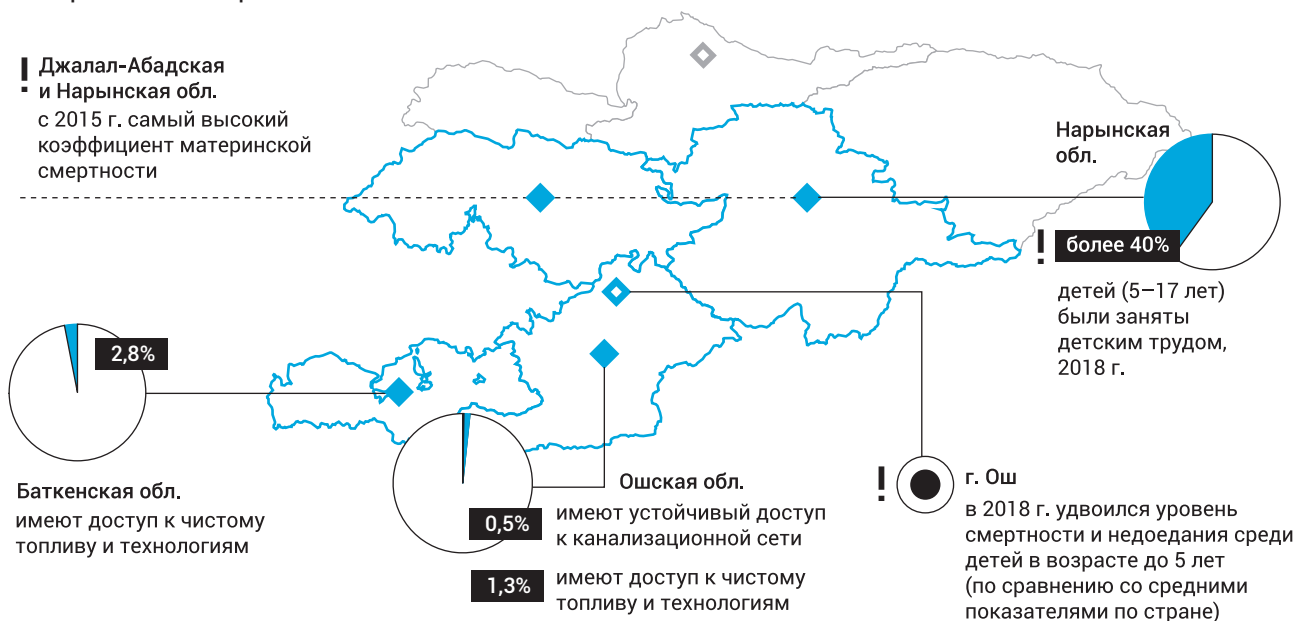 ! Джалал-Абадская
и Нарынская обл.
с 2015 г. самый высокий
коэффициент материнской
смертности
Нарынская
обл.
! более 40%
детей (5–17 лет)
были заняты
детским трудом,
2018 г.
2,8%
Баткенская обл.
имеют доступ к чистому
топливу и технологиям
Ошская обл.
0,5% имеют устойчивый доступ
к канализационной сети
1,3% имеют доступ к чистому
топливу и технологиям
! г. Ош
в 2018 г. удвоился уровень
смертности и недоедания среди
детей в возрасте до 5 лет
(по сравнению со средними
показателями по стране)